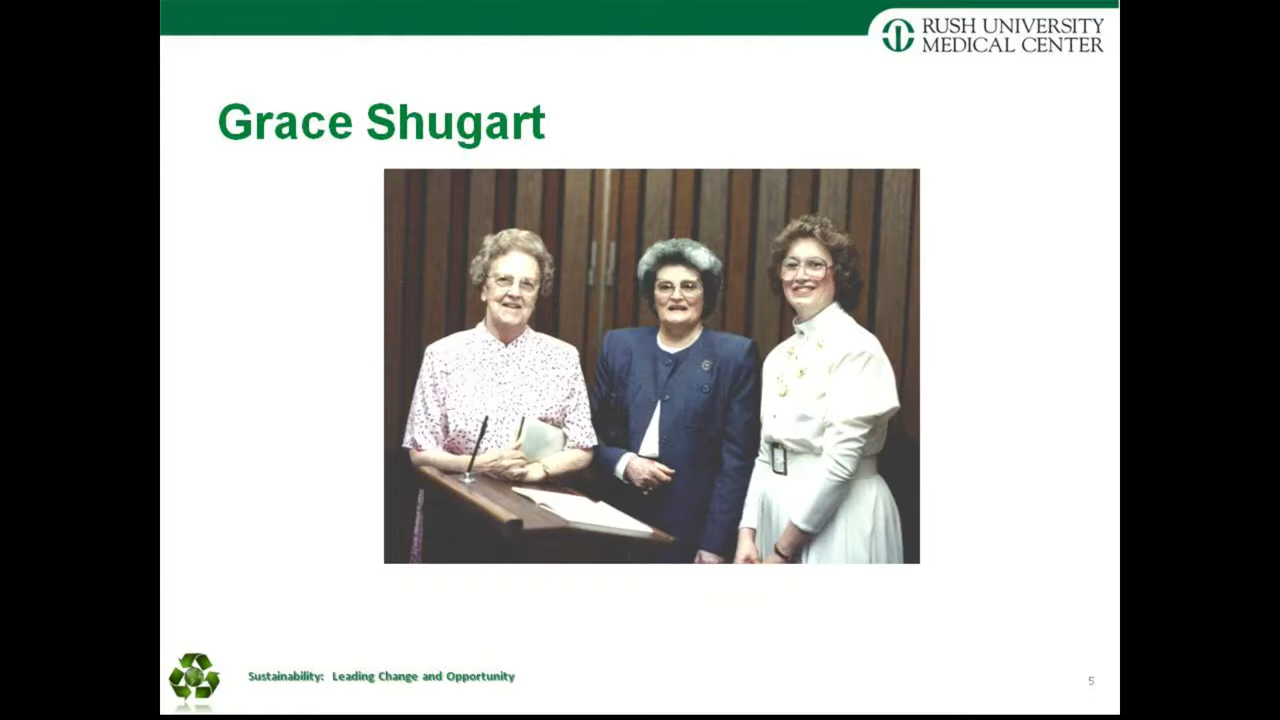 RUSH UNIVERSITY
MEDICAL CENTER
Grace Shugart
Sustainability: Leading Change and Opportunity
5